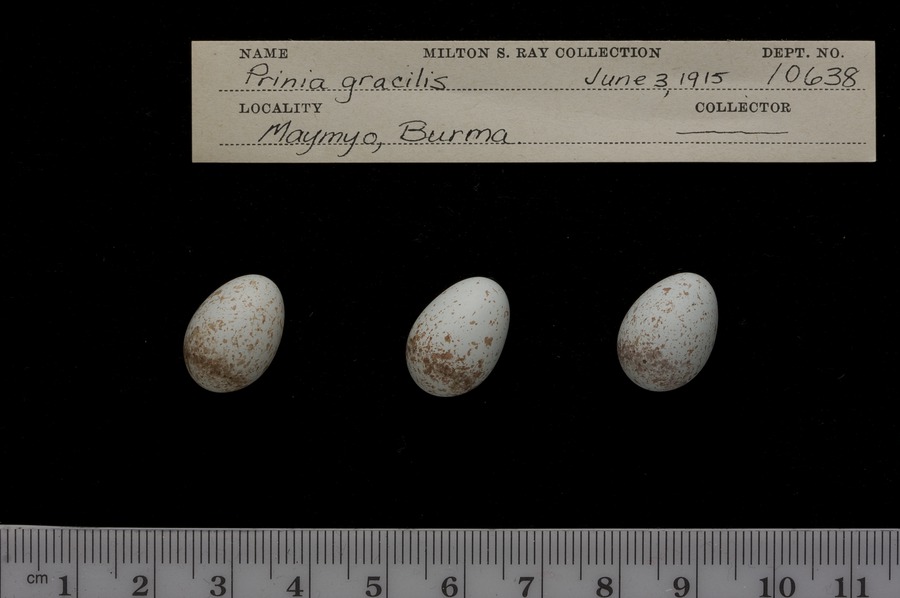 NAME MILTON S. RAY COLLECTION DEPT. NO.
Prinia gracilis June 3, 1915 10638
LOCALITY COLLECTOR
Maymyo, Burma.
cm 1 2 3 4 5 6 7 8 9 10 11